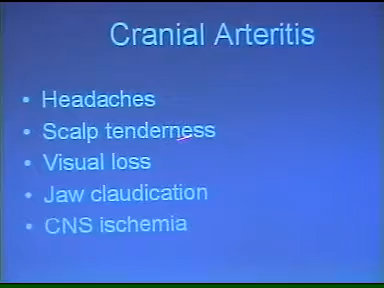 Cranial Arteritis
• Headaches
• Scalp tenderness
• Visual loss
• Jaw claudication
• CNS ischemia